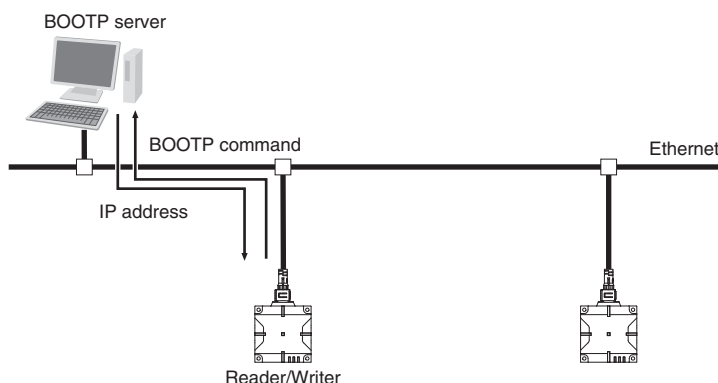 BOOTP server
BOOTP command
Ethernet
IP address
Reader/Writer